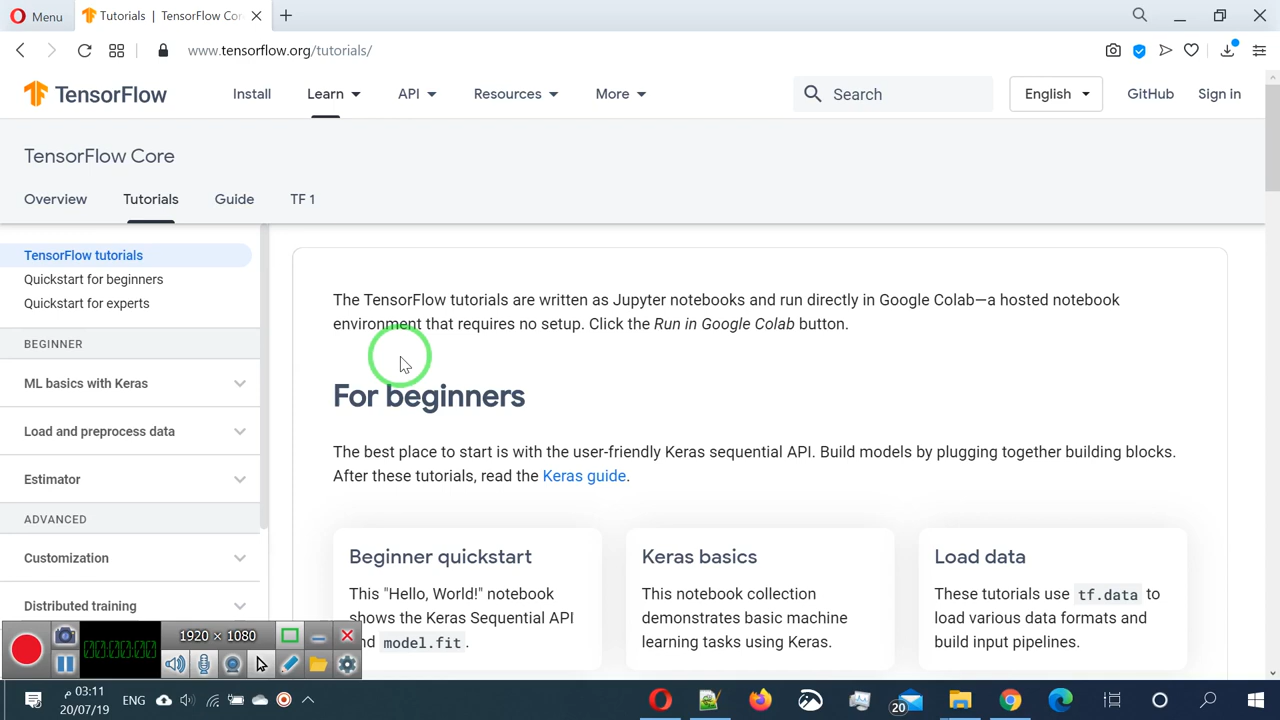 Menu
Tutorials | TensorFlow Cor
www.tensorflow.org/tutorials/
TensorFlow
Install
Learn
API
Resources
More
Search
English
GitHub
Sign in
TensorFlow Core
Overview
Tutorials
Guide
TF 1
TensorFlow tutorials
Quickstart for beginners
Quickstart for experts
BEGINNER
ML basics with Keras
Load and preprocess data
Estimator
ADVANCED
Customization
Distributed training
The TensorFlow tutorials are written as Jupyter notebooks and run directly in Google Colab—a hosted notebook
environment that requires no setup. Click the Run in Google Colab button.
For beginners
The best place to start is with the user-friendly Keras sequential API. Build models by plugging together building blocks.
After these tutorials, read the Keras guide.
Beginner quickstart
This "Hello, World!" notebook
shows the Keras Sequential API
nd model.fit.
Keras basics
This notebook collection
demonstrates basic machine
learning tasks using Keras.
Load data
These tutorials use tf.data to
load various data formats and
build input pipelines.
00:00:00
1920 × 1080
03:11 م
20/07/19
ENG
20